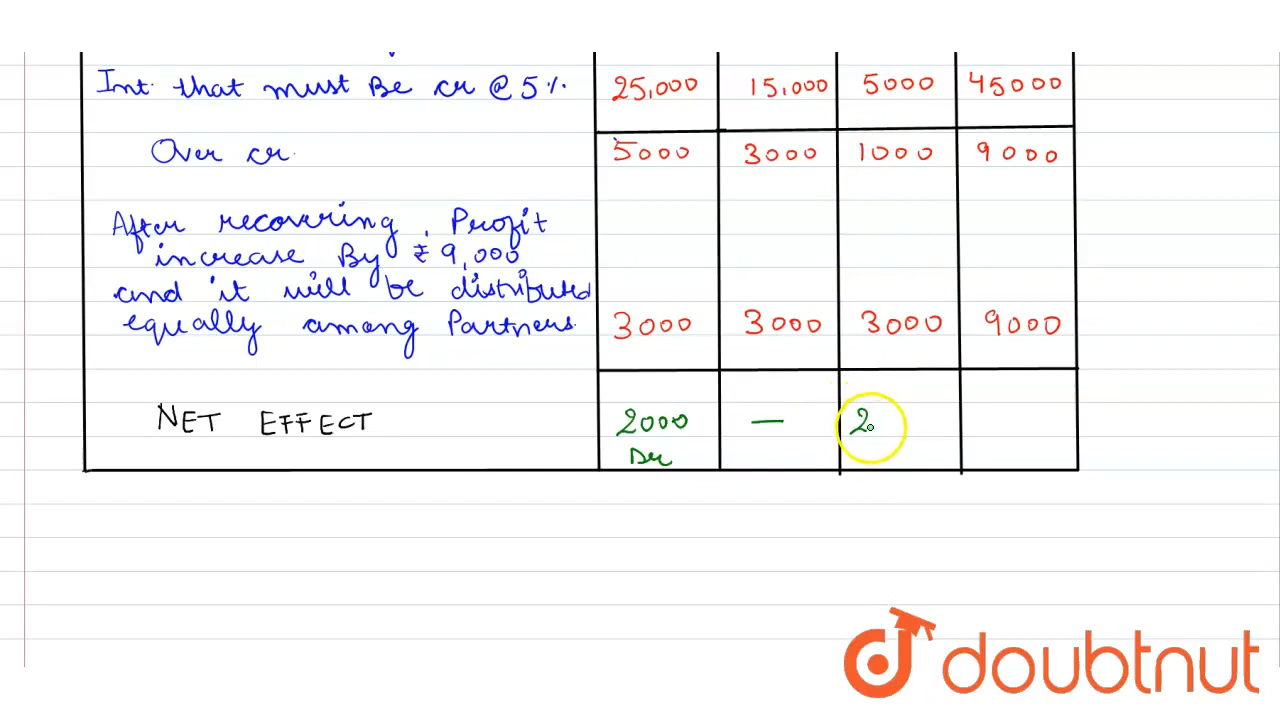 Int. that must Be cr @ 5 %. 25,000 15,000 5000 45000
Over cr. 5000 3000 1000 9000
After recovering, Profit
increase By ₹ 9,000
and it will be distributed
equally among Partners. 3000 3000 3000 9000
NET EFFECT 2000 — 2
Dr
doubtnut